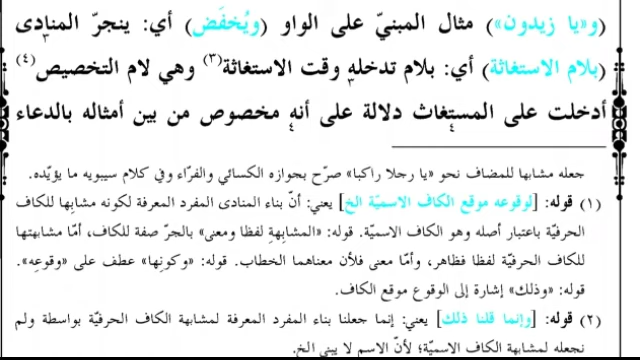 (و«يا زيدون») مثال المبنيّ على الواو (ويُخفَض) أي: ينجرّ المنادى
(بلام الاستغاثة) أي: بلام تدخله وقت الاستغاثة(٣) وهي لام التخصيص(٤)
أدخلت على المستغاث دلالة على أنه مخصوص من بين أمثاله بالدعاء
جعله مشابها للمضاف نحو «يا رجلا راكبا» صرّح بجوازه الكسائي والفرّاء وفي كلام سيبويه ما يؤيّده.
(١) قوله: [لوقوعه موقع الكاف الاسميّة الخ] يعني: أنّ بناء المنادى المفرد المعرفة لكونه مشابها للكاف
الحرفيّة باعتبار أصله وهو الكاف الاسميّة. قوله: «المشابِهةِ لفظا ومعنى» بالجرّ صفة للكاف، أمّا مشابهتها
للكاف الحرفيّة لفظا فظاهر، وأمّا معنى فلأن معناهما الخطاب. قوله: «وكونِها» عطف على «وقوعه».
قوله: «وذلك» إشارة إلى الوقوع موقع الكاف.
(٢) قوله: [وإنما قلنا ذلك] يعني: إنما جعلنا بناء المفرد المعرفة لمشابهة الكاف الحرفيّة بواسطة ولم
نجعله لمشابهة الكاف الاسميّة؛ لأنّ الاسم لا يبنى الخ.